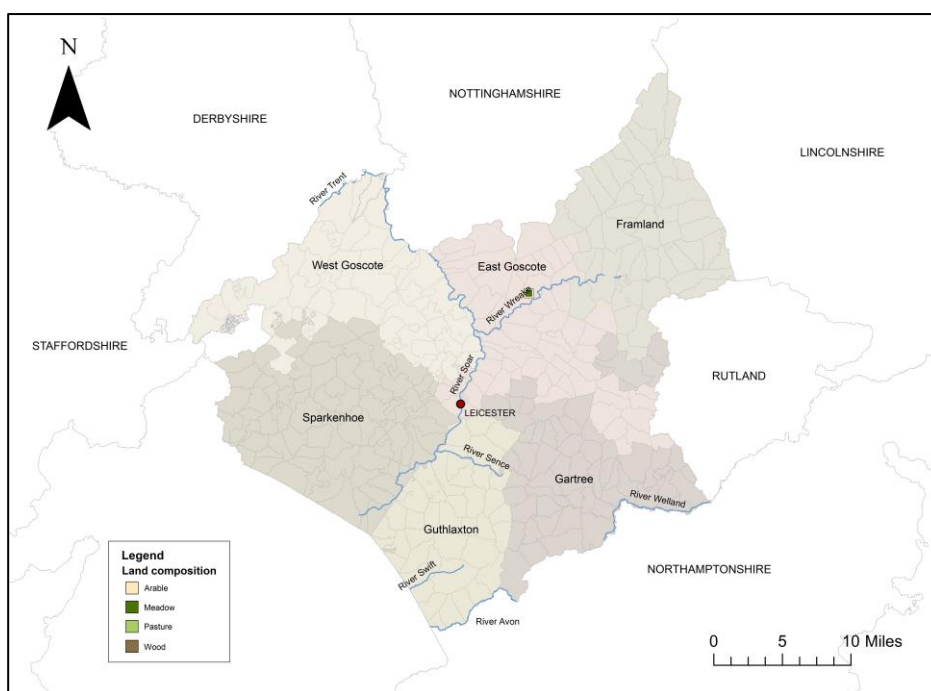 N
NOTTINGHAMSHIRE
DERBYSHIRE
LINCOLNSHIRE
River Trent
Framland
West Goscote
East Goscote
River Wreake
STAFFORDSHIRE
River Soar
RUTLAND
Sparkenhoe
LEICESTER
River Sence
Gartree
River Welland
Guthlaxton
River Swift
NORTHAMPTONSHIRE
River Avon
Legend
Land composition
Arable
Meadow
Pasture
Wood
0 5 10 Miles